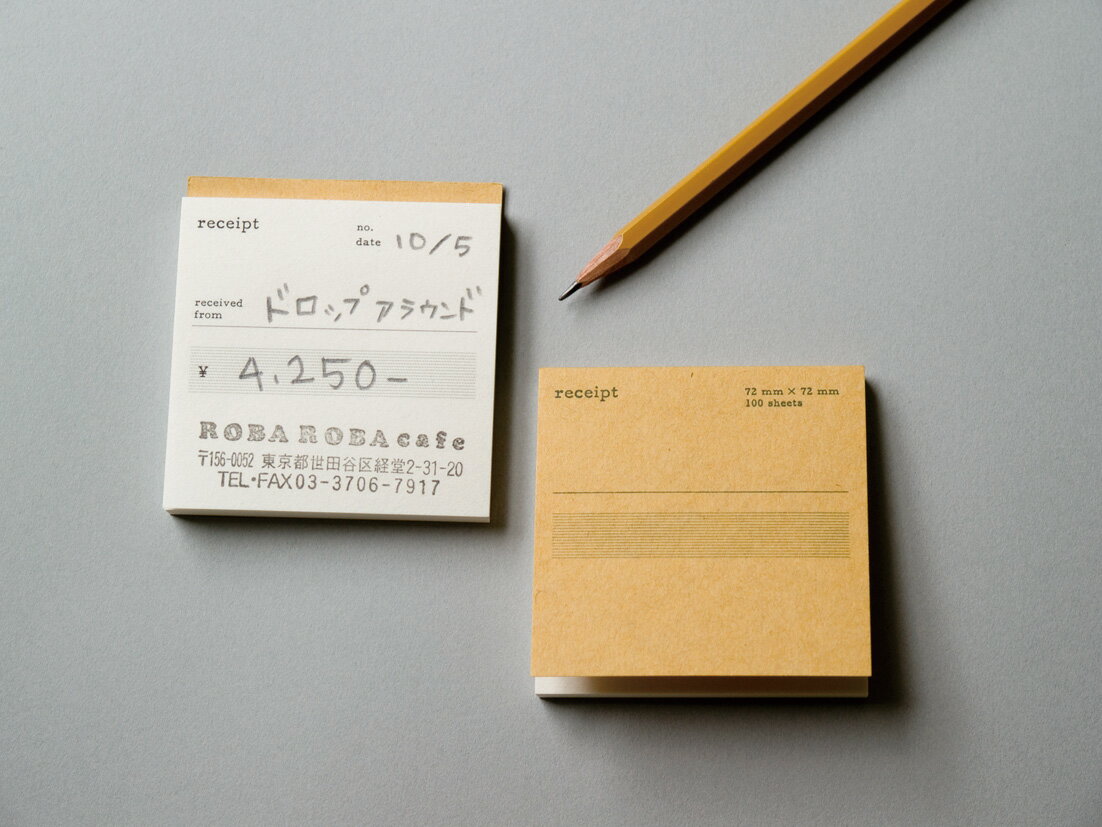 receipt
no.
date 10/5
received
from ドロップアラウンド
¥ 4.250-
ROBA ROBA cafe
〒156-0052 東京都世田谷区経堂2-31-20
TEL・FAX03-3706-7917
receipt
72 mm × 72 mm
100 sheets